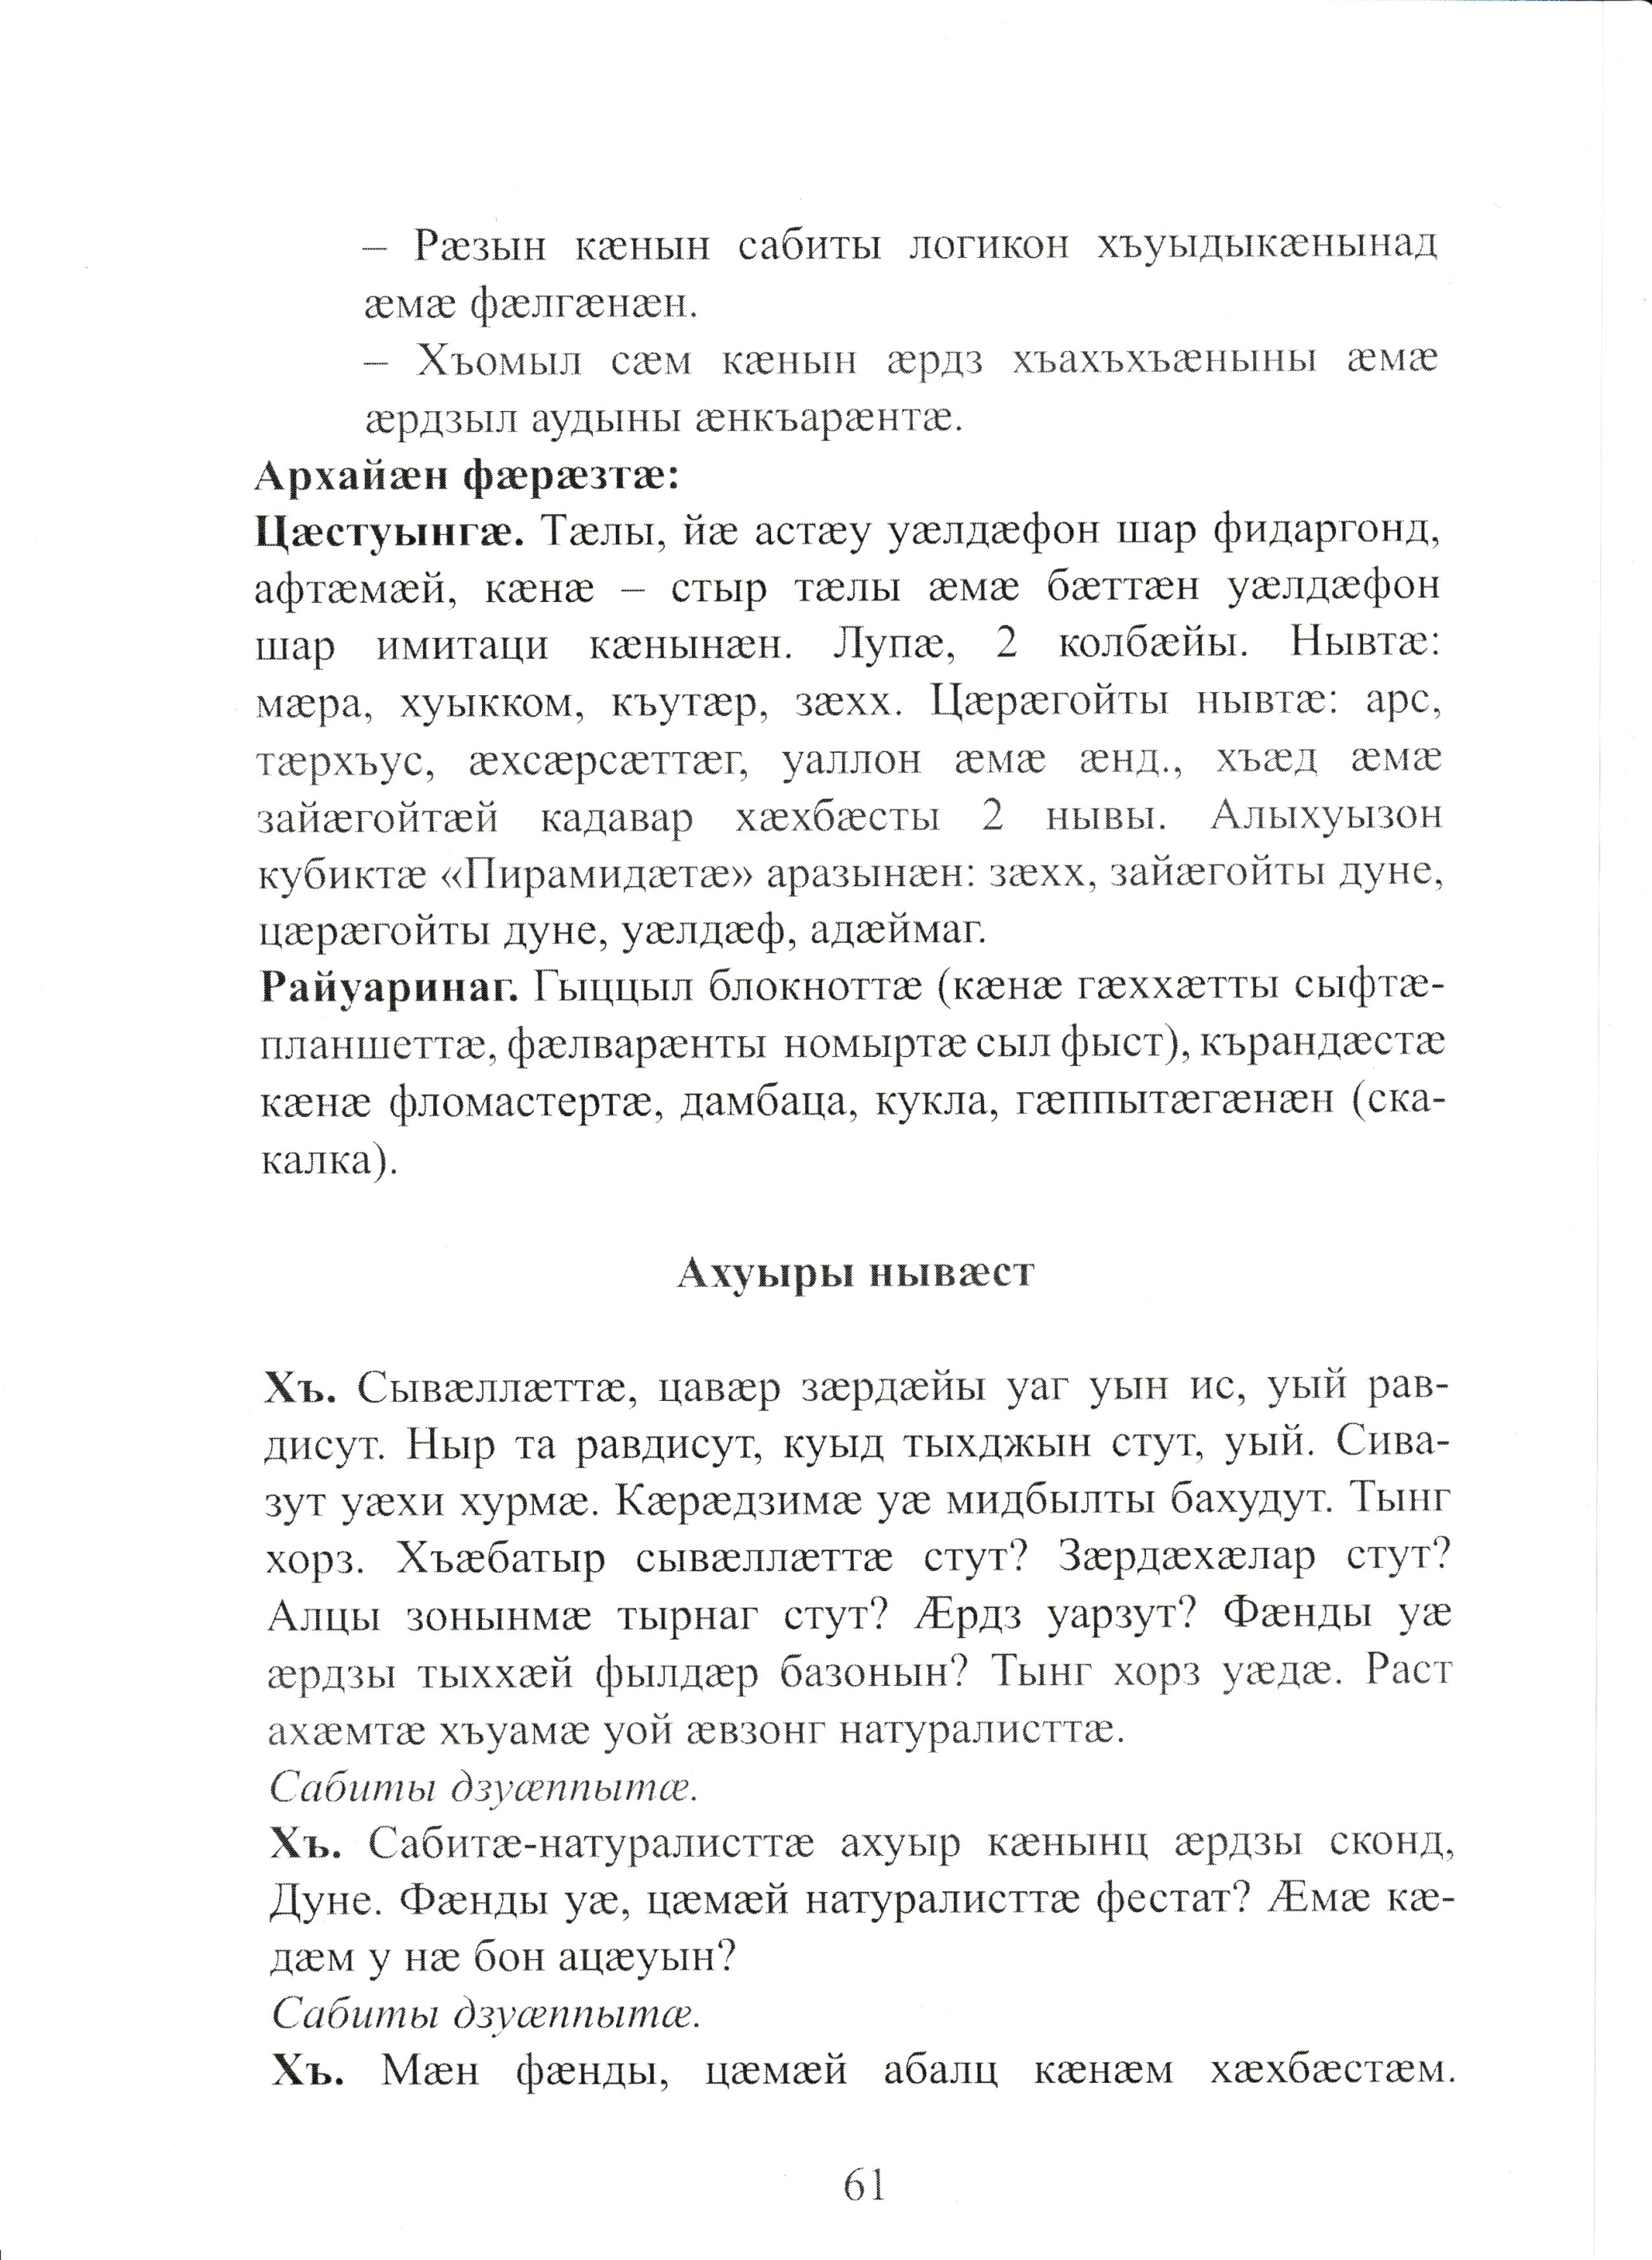 – Рæзын кæнын сабиты логикон хъуыдыкæнынад
æмæ фæлгæнæн.
– Хъомыл сæм кæнын æрдз хъахъхъæныны æмæ
æрдзыл аудыны æнкъарæнтæ.
Архайæн фæрæзтæ:
Цæстуынгæ. Тæлы, йæ астæу уæлдæфон шар фидаргонд,
афтæмæй, кæнæ – стыр тæлы æмæ бæттæн уæлдæфон
шар имитаци кæнынæн. Лупæ, 2 колбæйы. Нывтæ:
мæра, хуыкком, къутæр, зæхх. Цæрæгойты нывтæ: арс,
тæрхъус, æхсæрсæттæг, уаллон æмæ æнд., хъæд æмæ
зайæгойтæй кадавар хæхбæсты 2 нывы. Алыхуызон
кубиктæ «Пирамидæтæ» аразынæн: зæхх, зайæгойты дуне,
цæрæгойты дуне, уæлдæф, адæймаг.
Райуаринаг. Гыццыл блокноттæ (кæнæ гæххæтты сыфтæ-
планшеттæ, фæлварæнты номыртæ сыл фыст), кърандæстæ
кæнæ фломастертæ, дамбаца, кукла, гæппытæгæнæн (ска-
калка).
Ахуыры нывæст
Хъ. Сывæллæттæ, цавæр зæрдæйы уаг уын ис, уый рав-
дисут. Ныр та равдисут, куыд тыхджын стут, уый. Сива-
зут уæхи хурмæ. Кæрæдзимæ уæ мидбылты бахудут. Тынг
хорз. Хъæбатыр сывæллæттæ стут? Зæрдæхæлар стут?
Алцы зонынмæ тырнаг стут? Æрдз уарзут? Фæнды уæ
æрдзы тыххæй фылдæр базонын? Тынг хорз уæдæ. Раст
ахæмтæ хъуамæ уой æвзонг натуралисттæ.
Сабиты дзуæппытæ.
Хъ. Сабитæ-натуралисттæ ахуыр кæнынц æрдзы сконд,
Дуне. Фæнды уæ, цæмæй натуралисттæ фестат? Æмæ кæ-
дæм у нæ бон ацæуын?
Сабиты дзуæппытæ.
Хъ. Мæн фæнды, цæмæй абалц кæнæм хæхбæстæм.
61